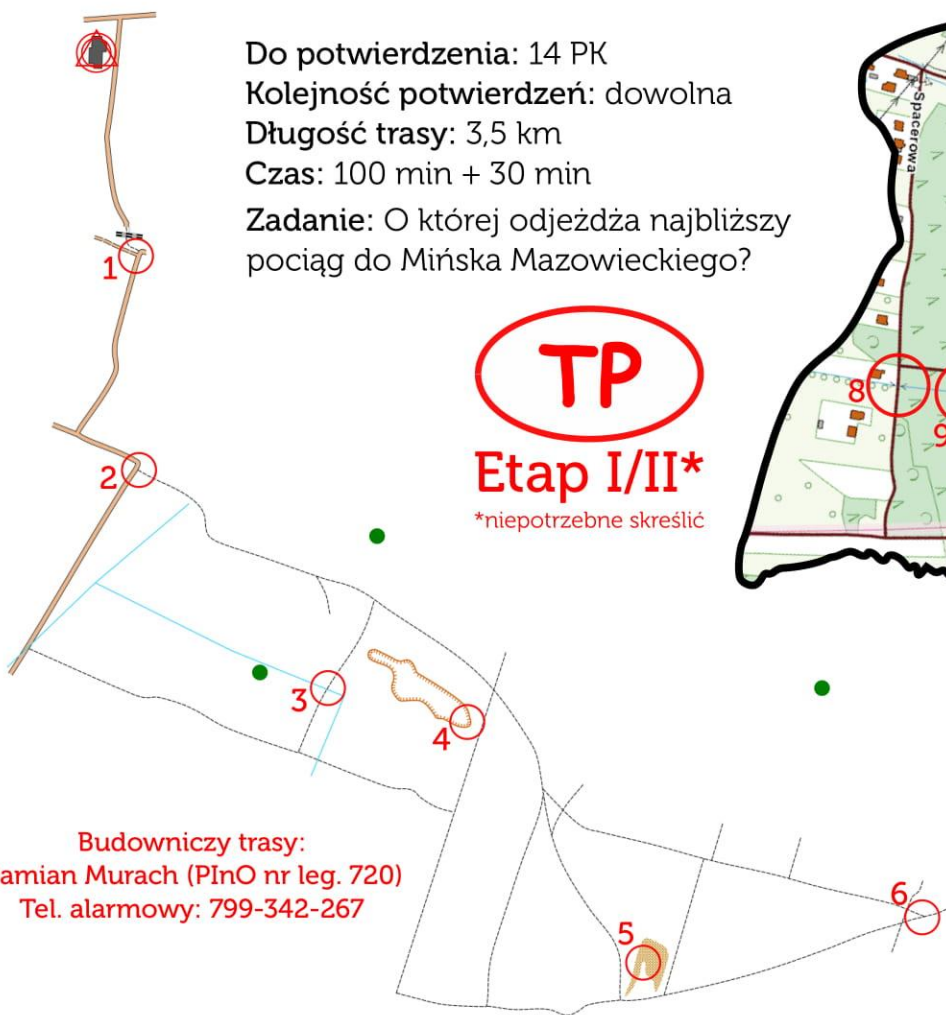 Do potwierdzenia: 14 PK
Kolejność potwierdzeń: dowolna
Długość trasy: 3,5 km
Czas: 100 min + 30 min
Zadanie: O której odjeżdża najbliższy
pociąg do Mińska Mazowieckiego?
Spacerowa
1
TP
8
9
Etap I/II*
*niepotrzebne skreślić
2
3
4
Budowniczy trasy:
amian Murach (PInO nr leg. 720)
Tel. alarmowy: 799-342-267
5
6